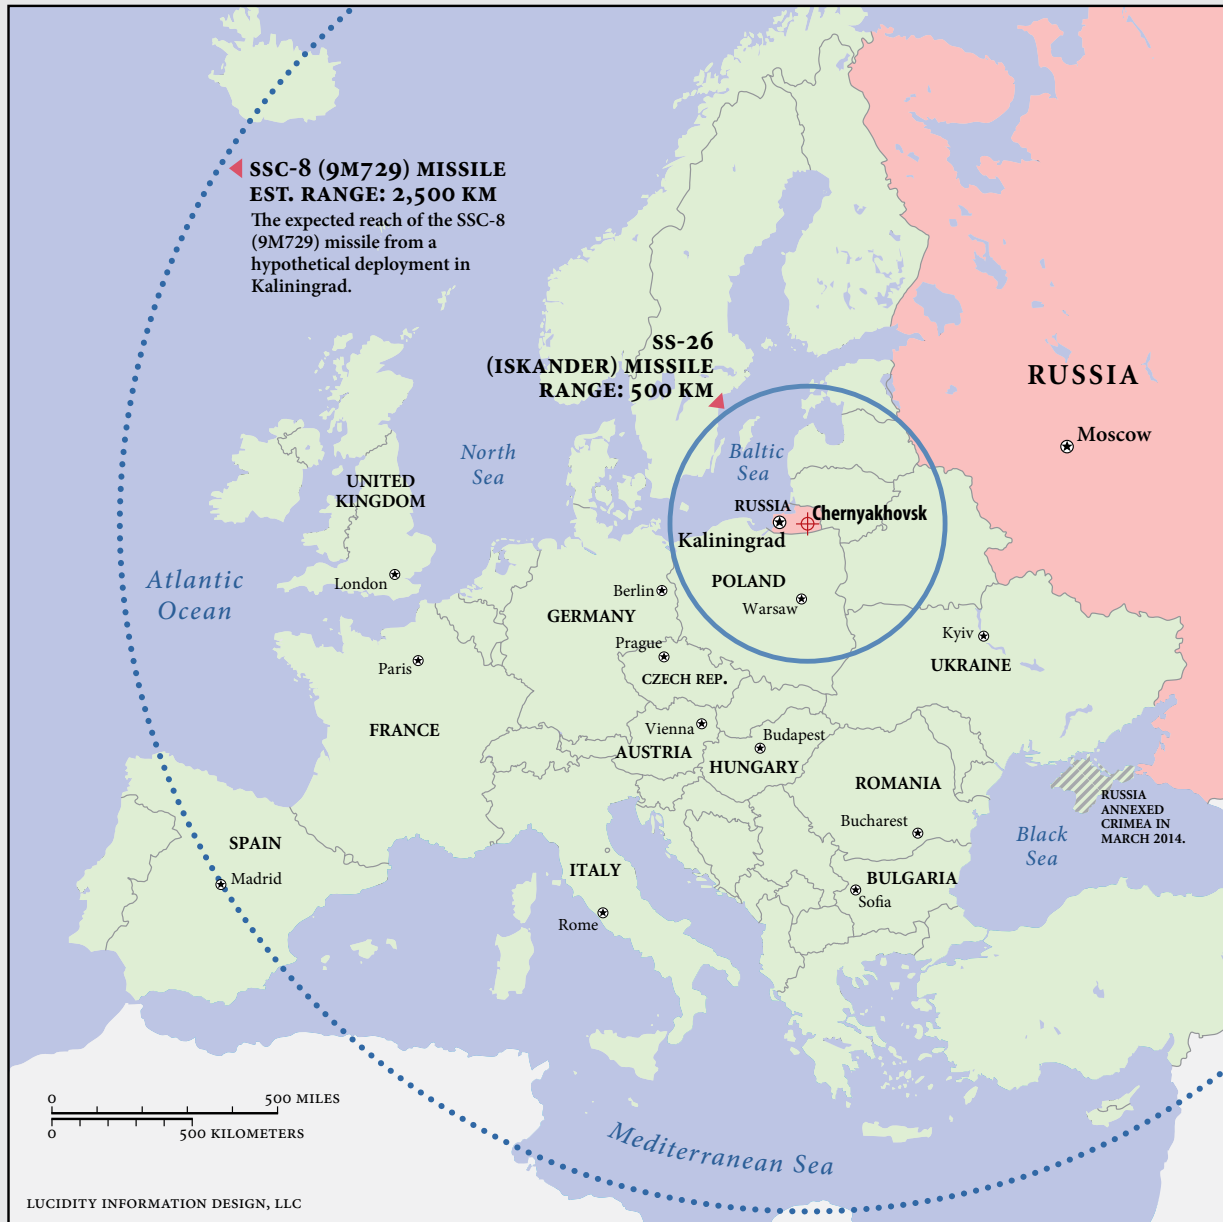 SSC-8 (9M729) MISSILE
EST. RANGE: 2,500 KM
The expected reach of the SSC-8
(9M729) missile from a
hypothetical deployment in
Kaliningrad.
SS-26
(ISKANDER) MISSILE
RANGE: 500 KM
RUSSIA
Moscow
North
Sea
Baltic
Sea
UNITED
KINGDOM
RUSSIA
Chernyakhovsk
Kaliningrad
Atlantic
Ocean
London
POLAND
Berlin
Warsaw
GERMANY
Prague
Kyiv
Paris
CZECH REP.
UKRAINE
FRANCE
Vienna
Budapest
AUSTRIA
HUNGARY
ROMANIA
RUSSIA
ANNEXED
CRIMEA IN
MARCH 2014.
Bucharest
Black
Sea
SPAIN
Madrid
ITALY
BULGARIA
Sofia
Rome
0 500 MILES
0 500 KILOMETERS
Mediterranean Sea
LUCIDITY INFORMATION DESIGN, LLC